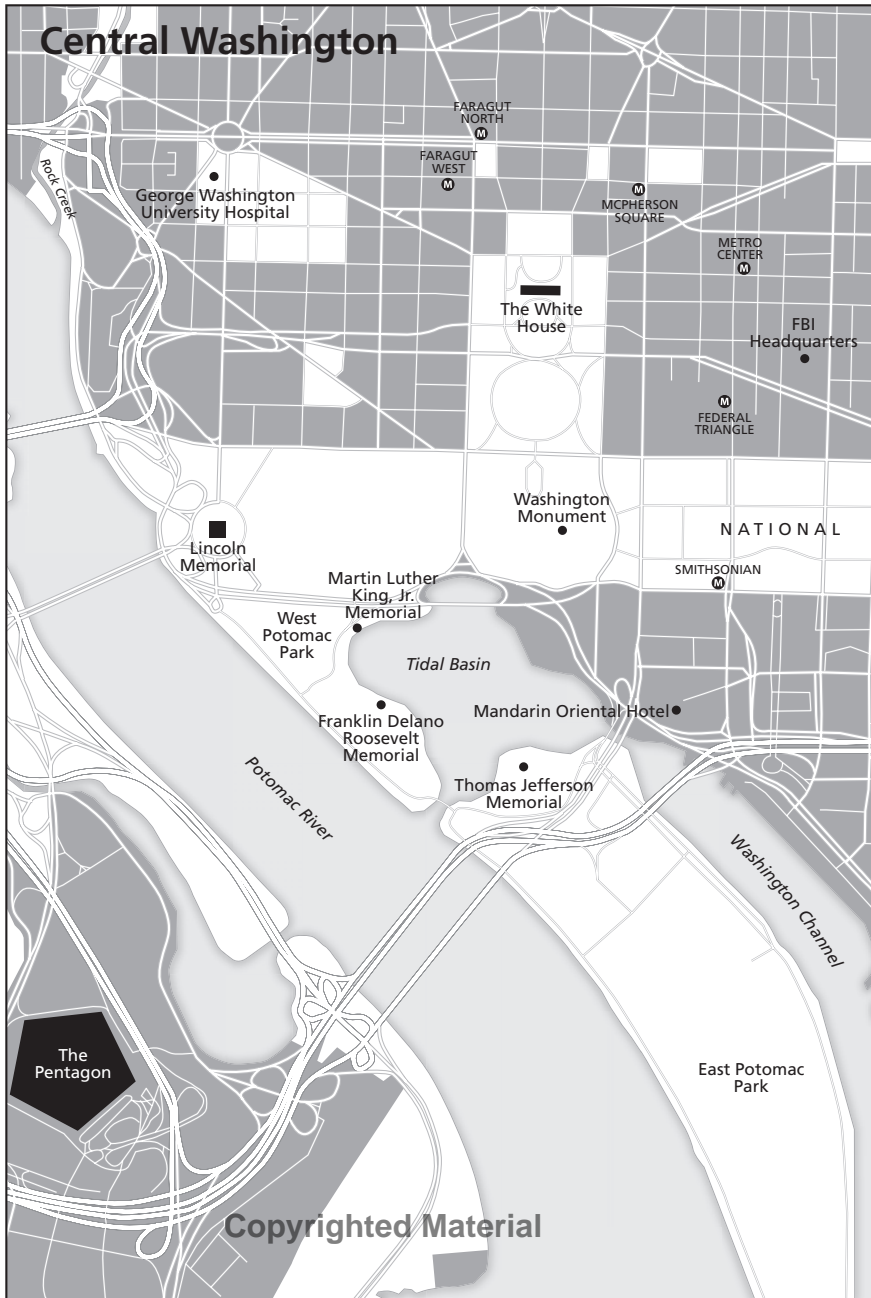 Central Washington
FARAGUT
NORTH
M
FARAGUT
WEST
M
Rock Creek
George Washington
University Hospital
M
MCPHERSON
SQUARE
METRO
CENTER
M
The White
House
FBI
Headquarters
M
FEDERAL
TRIANGLE
Washington
Monument
NATIONAL
Lincoln
Memorial
SMITHSONIAN
M
Martin Luther
King, Jr.
Memorial
West
Potomac
Park
Tidal Basin
Mandarin Oriental Hotel
Franklin Delano
Roosevelt
Memorial
Thomas Jefferson
Memorial
Potomac River
Washington Channel
The
Pentagon
East Potomac
Park
Copyrighted Material